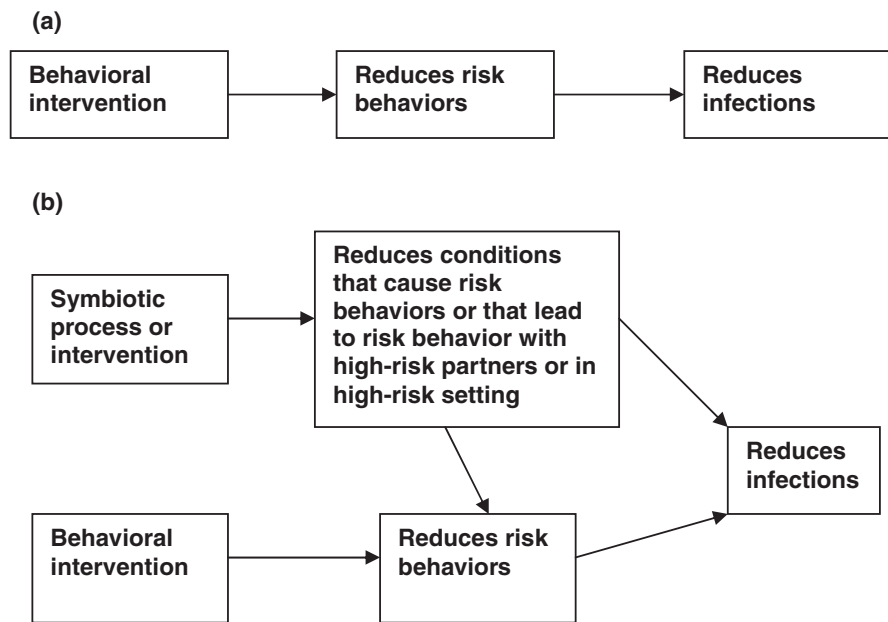 (a)
Behavioral
intervention
Reduces risk
behaviors
Reduces
infections
(b)
Symbiotic
process or
intervention
Reduces conditions
that cause risk
behaviors or that lead
to risk behavior with
high-risk partners or in
high-risk setting
Reduces
infections
Behavioral
intervention
Reduces risk
behaviors